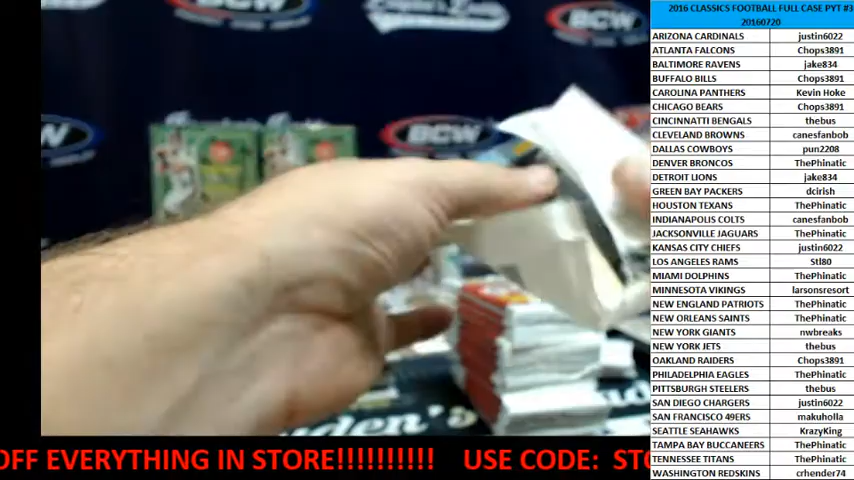 2016 CLASSICS FOOTBALL FULL CASE PYT #3
20160720
ARIZONA CARDINALS justin6022
ATLANTA FALCONS Chops3891
BALTIMORE RAVENS jake834
BUFFALO BILLS Chops3891
CAROLINA PANTHERS Kevin Hoke
CHICAGO BEARS Chops3891
CINCINNATI BENGALS thebus
CLEVELAND BROWNS canesfanbob
DALLAS COWBOYS pun2208
DENVER BRONCOS ThePhinatic
DETROIT LIONS jake834
GREEN BAY PACKERS dcirish
HOUSTON TEXANS ThePhinatic
INDIANAPOLIS COLTS canesfanbob
JACKSONVILLE JAGUARS ThePhinatic
KANSAS CITY CHIEFS justin6022
LOS ANGELES RAMS Stl80
MIAMI DOLPHINS ThePhinatic
MINNESOTA VIKINGS larsonsresort
NEW ENGLAND PATRIOTS ThePhinatic
NEW ORLEANS SAINTS ThePhinatic
NEW YORK GIANTS nwbreaks
NEW YORK JETS thebus
OAKLAND RAIDERS Chops3891
PHILADELPHIA EAGLES ThePhinatic
PITTSBURGH STEELERS thebus
SAN DIEGO CHARGERS justin6022
SAN FRANCISCO 49ERS makuholla
SEATTLE SEAHAWKS KrazyKing
TAMPA BAY BUCCANEERS ThePhinatic
TENNESSEE TITANS ThePhinatic
WASHINGTON REDSKINS crhender74
BCW
BCW
OFF EVERYTHING IN STORE!!!!!!!!!! USE CODE: